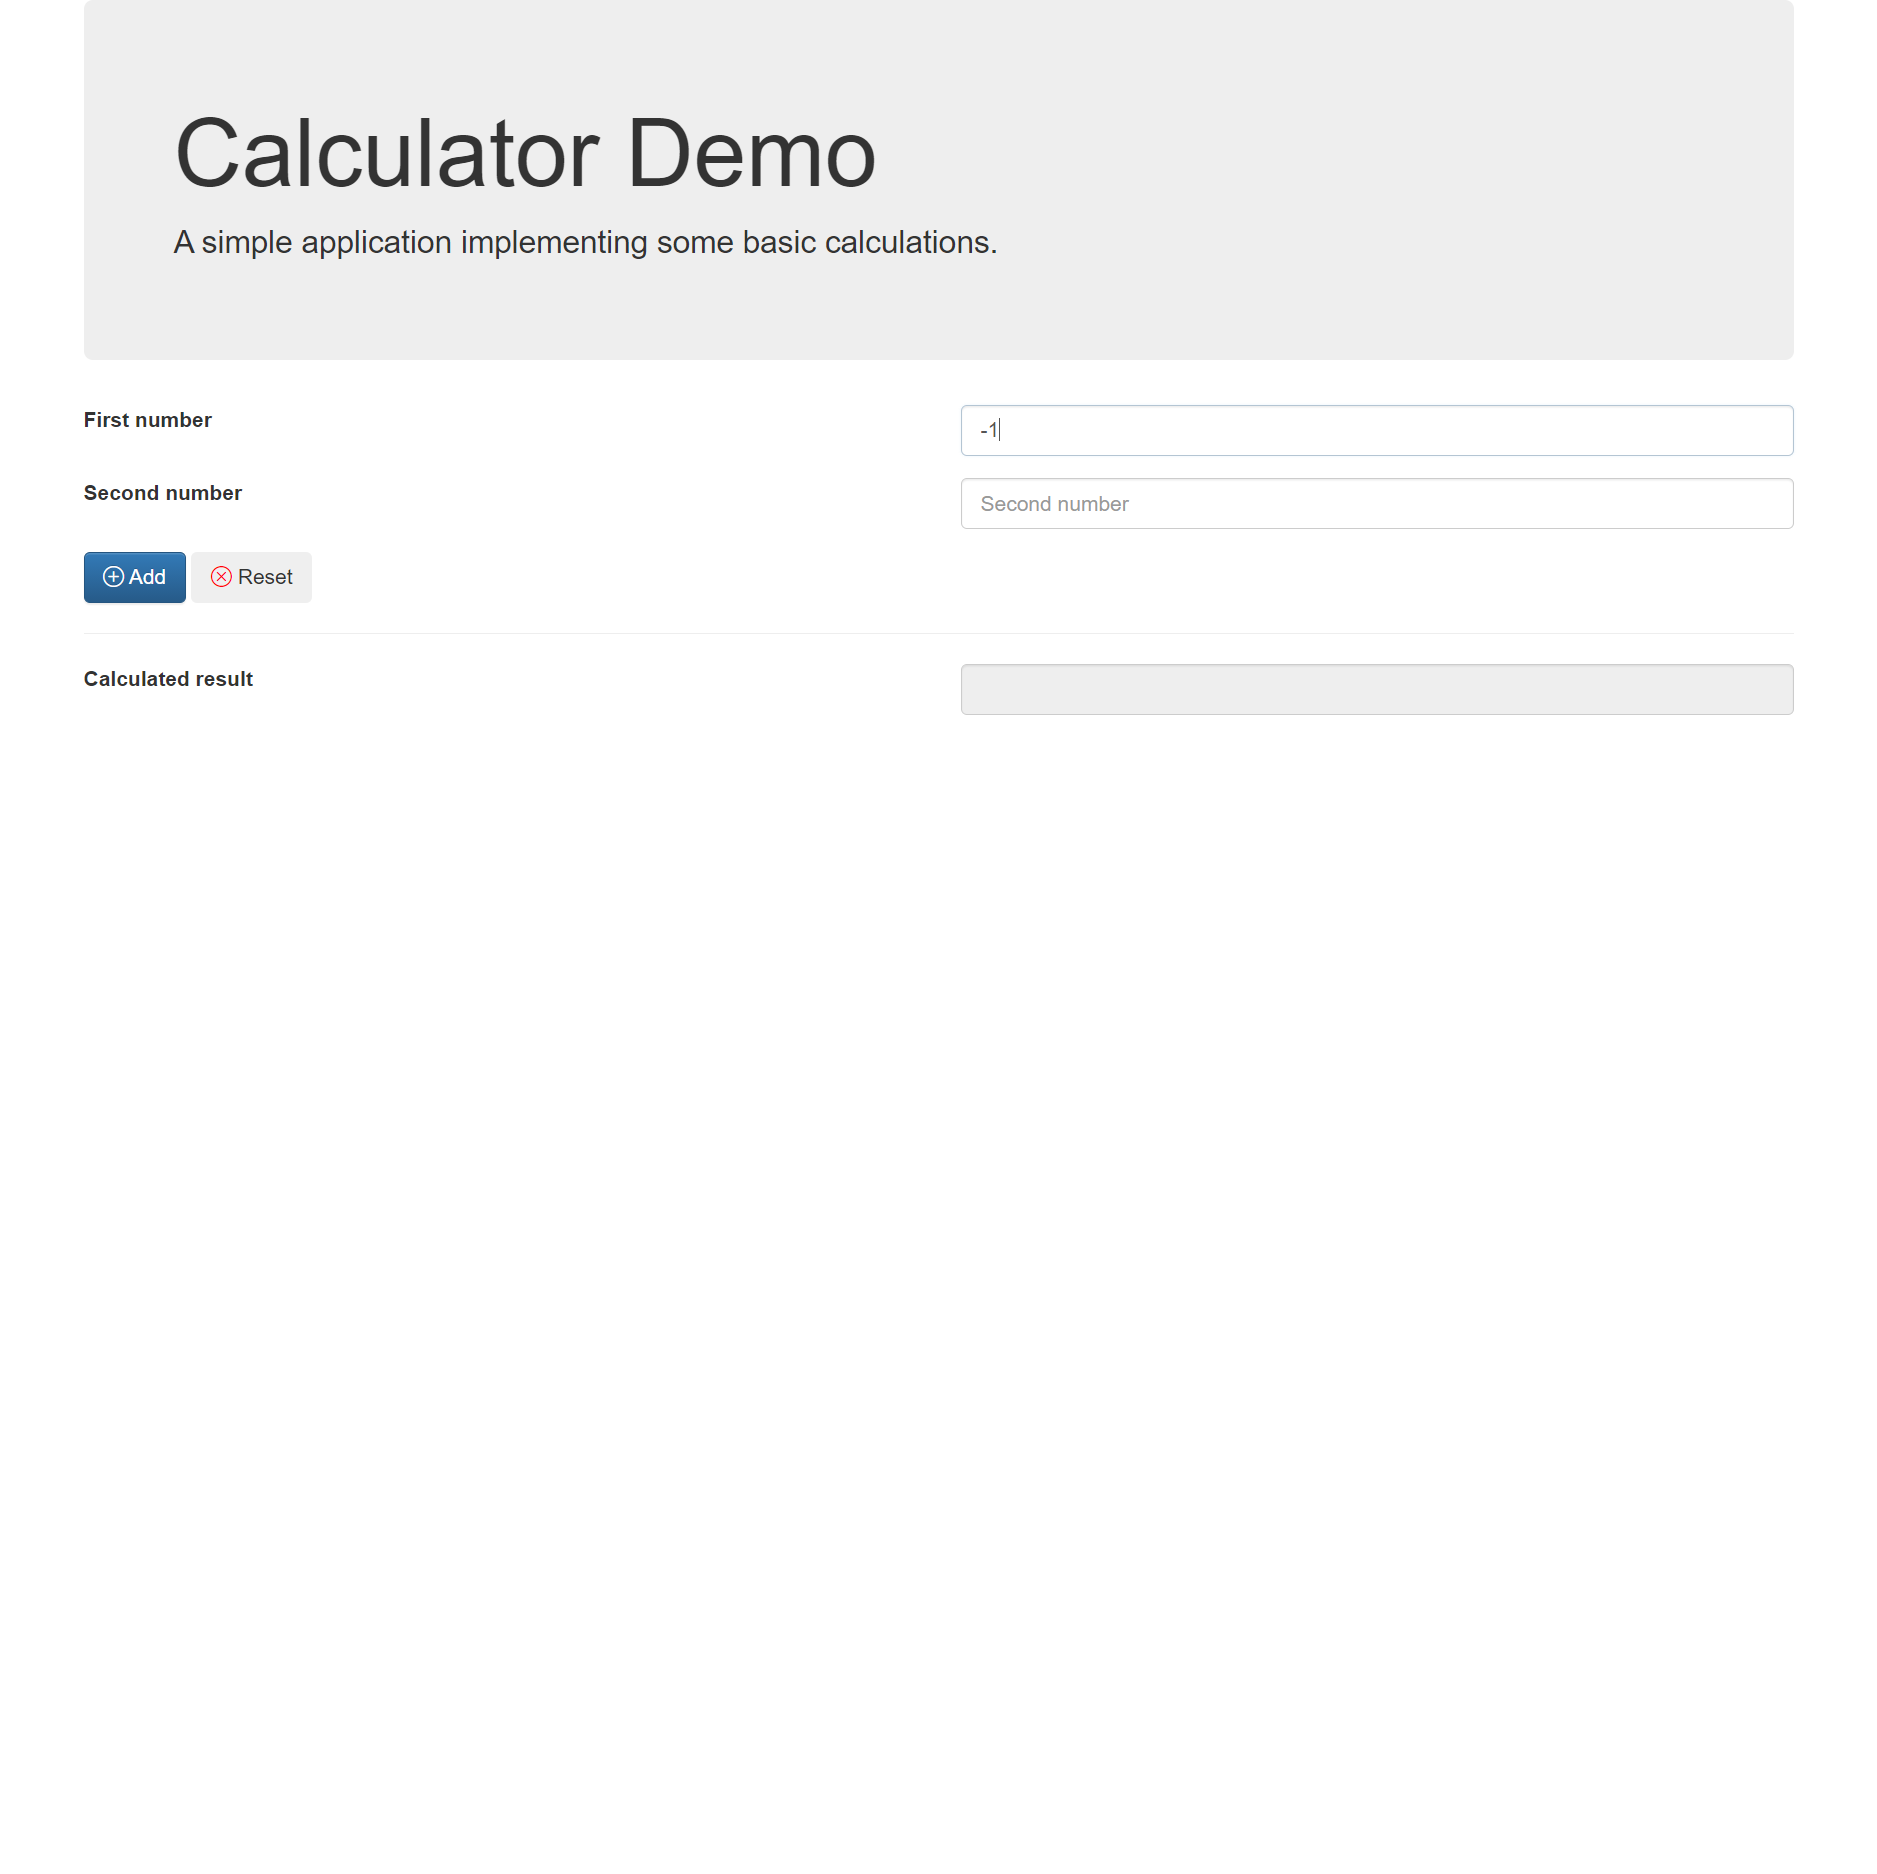 Calculator Demo
A simple application implementing some basic calculations.
First number
-1
Second number
Second number
Add
Reset
Calculated result